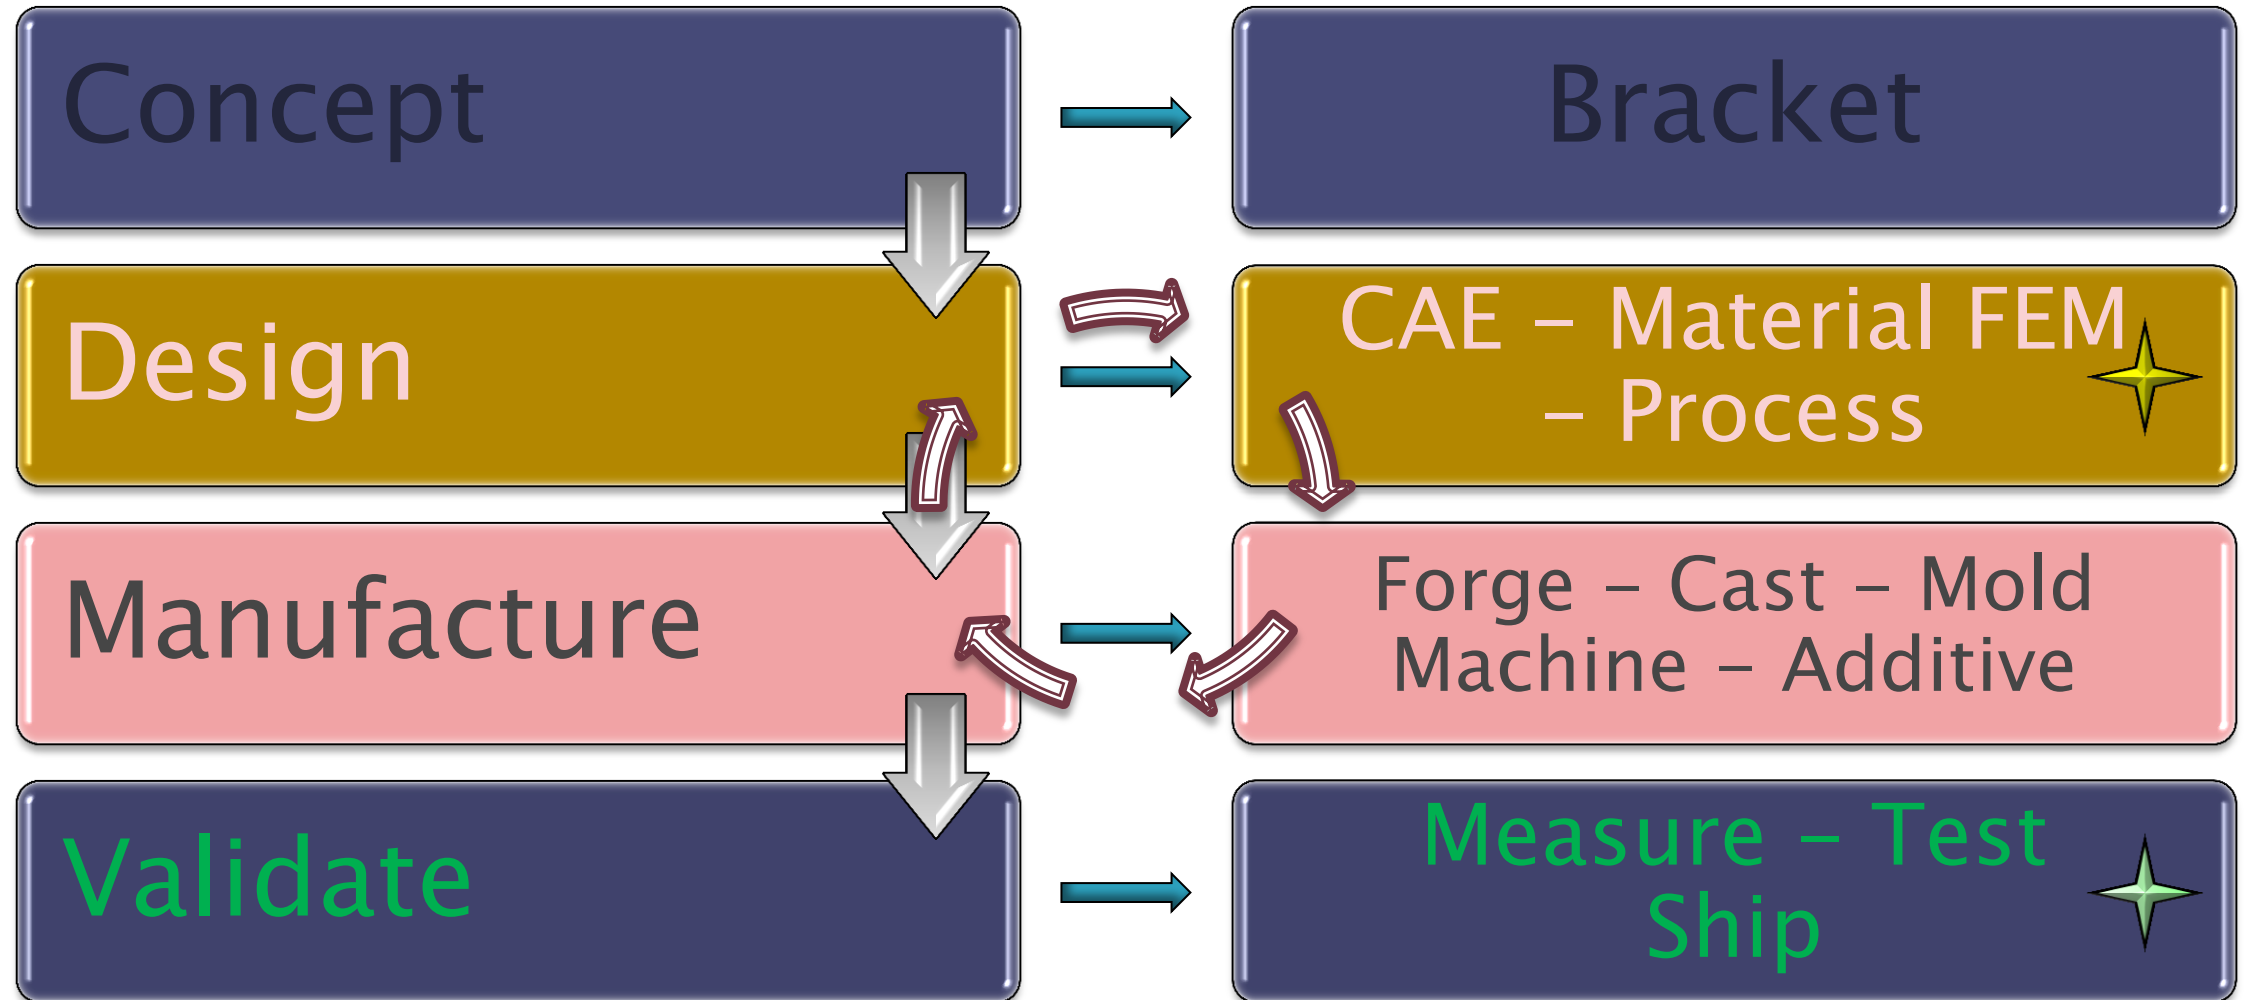 Concept
Bracket
Design
CAE – Material FEM
– Process
Manufacture
Forge – Cast – Mold
Machine – Additive
Validate
Measure – Test
Ship